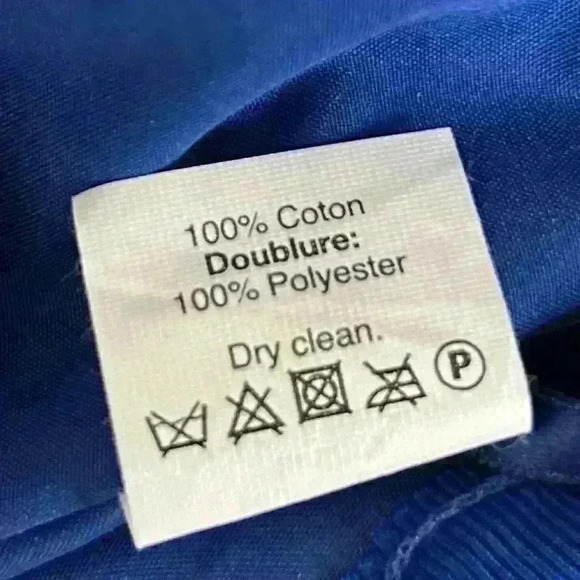 100% Coton
Doublure:
100% Polyester
Dry clean.
P